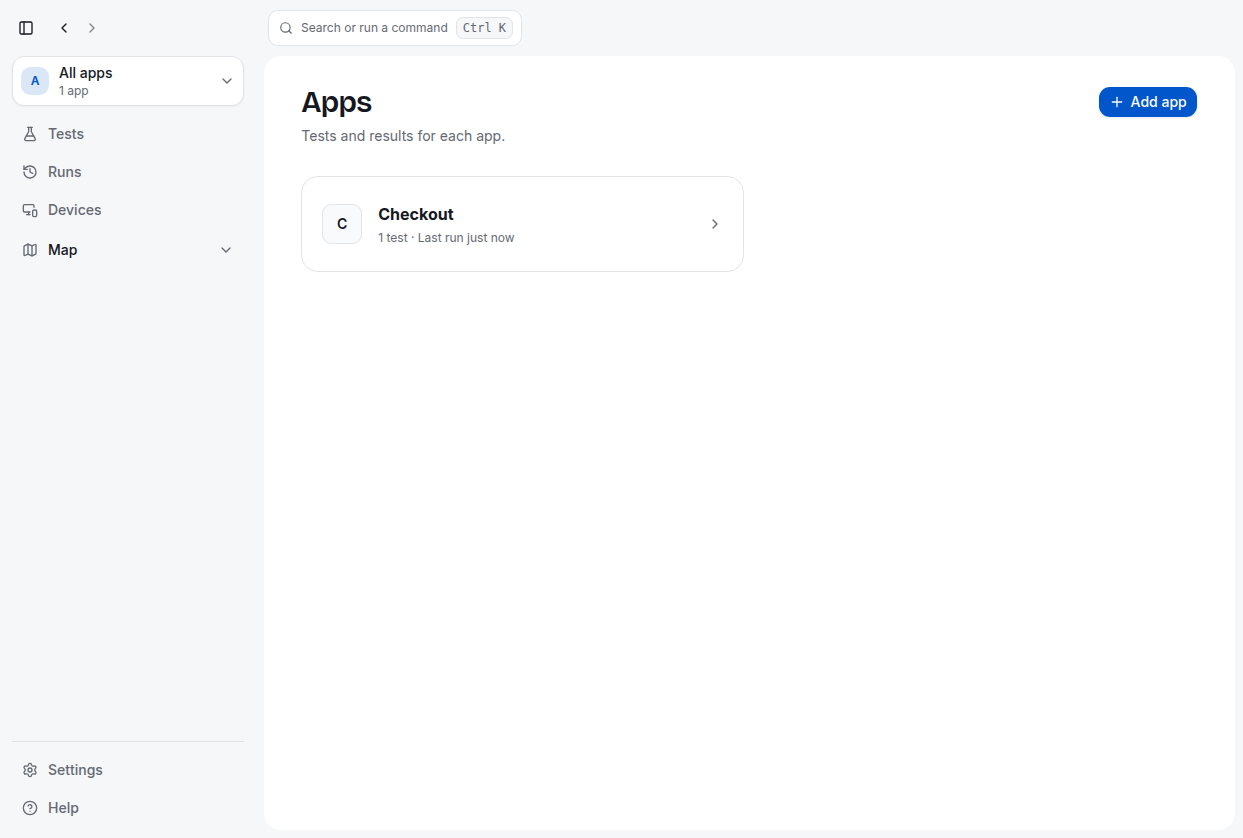 Search or run a command Ctrl K
A
All apps
1 app
Tests
Runs
Devices
Map
Settings
Help
Apps
Add app
Tests and results for each app.
C
Checkout
1 test · Last run just now